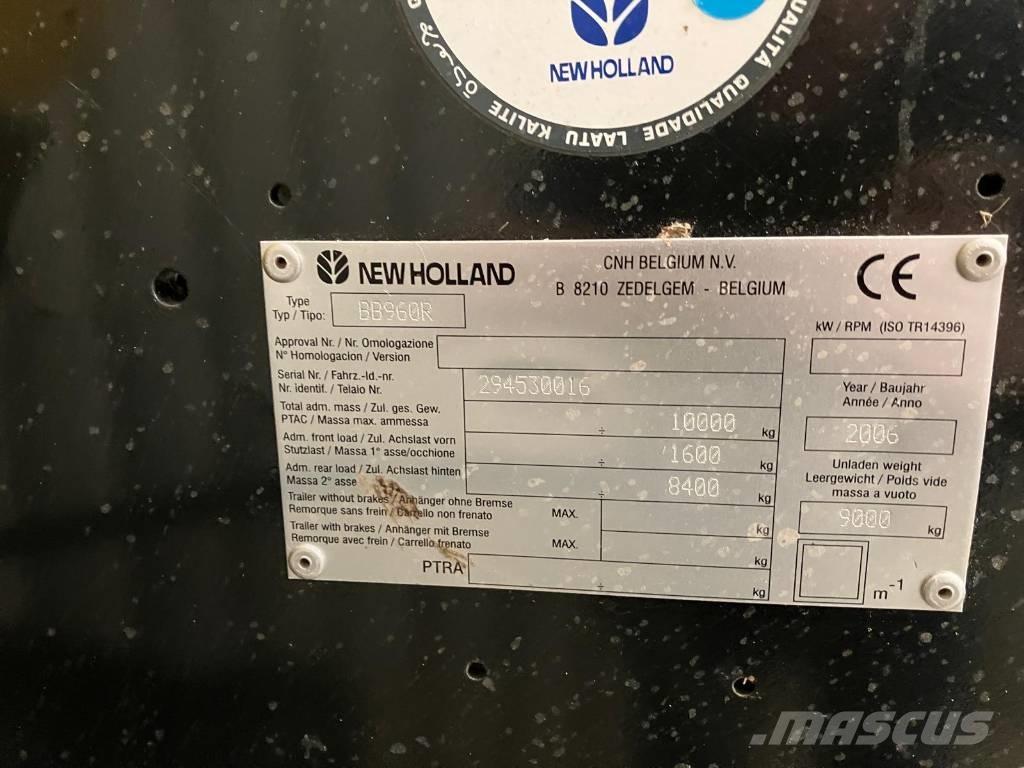 NEW HOLLAND
QUALITÀ QUALIDADE LAATU KALITE
NEW HOLLAND
CNH BELGIUM N.V.
B 8210 ZEDELGEM - BELGIUM
CE
Type
Typ / Tipo:
BB960R
kW / RPM (ISO TR14396)
Approval Nr. / Nr. Omologazione
N° Homologacion / Version
Serial Nr. / Fahrz.-Id.-nr.
Nr. identif. / Telaio Nr.
294530016
Year / Baujahr
Année / Anno
2006
Total adm. mass / Zul. ges. Gew.
PTAC / Massa max. ammessa
÷ 10000 kg
Adm. front load / Zul. Achslast vorn
Stutzlast / Massa 1° asse/occhione
÷ 1600 kg
Unladen weight
Leergewicht / Poids vide
massa a vuoto
9000 kg
Adm. rear load / Zul. Achslast hinten
Massa 2° asse
÷ 8400 kg
Trailer without brakes / Anhänger ohne Bremse
Remorque sans frein / Carrello non frenato
MAX. kg
Trailer with brakes / Anhänger mit Bremse
Remorque avec frein / Carrello frenato
MAX. kg
PTRA ÷ kg
m-1
MASCUS